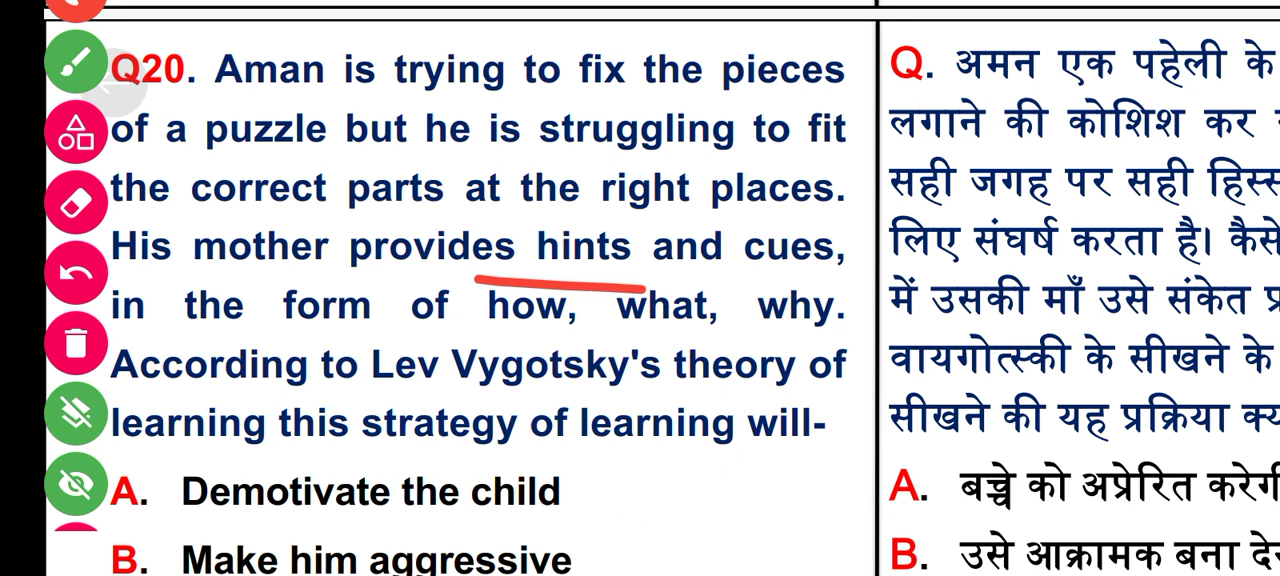 Q20. Aman is trying to fix the pieces
of a puzzle but he is struggling to fit
the correct parts at the right places.
His mother provides hints and cues,
in the form of how, what, why.
According to Lev Vygotsky's theory of
learning this strategy of learning will-
A. Demotivate the child
B. Make him aggressive
Q. अमन एक पहेली के
लगाने की कोशिश कर
सही जगह पर सही
लिए संघर्ष करता है। कैसे
में उसकी माँ उसे संकेत
वायगोत्स्की के सीखने के
सीखने की यह प्रक्रिया
A. बच्चे को अप्रेरित करेगी
B. उसे आक्रामक बना